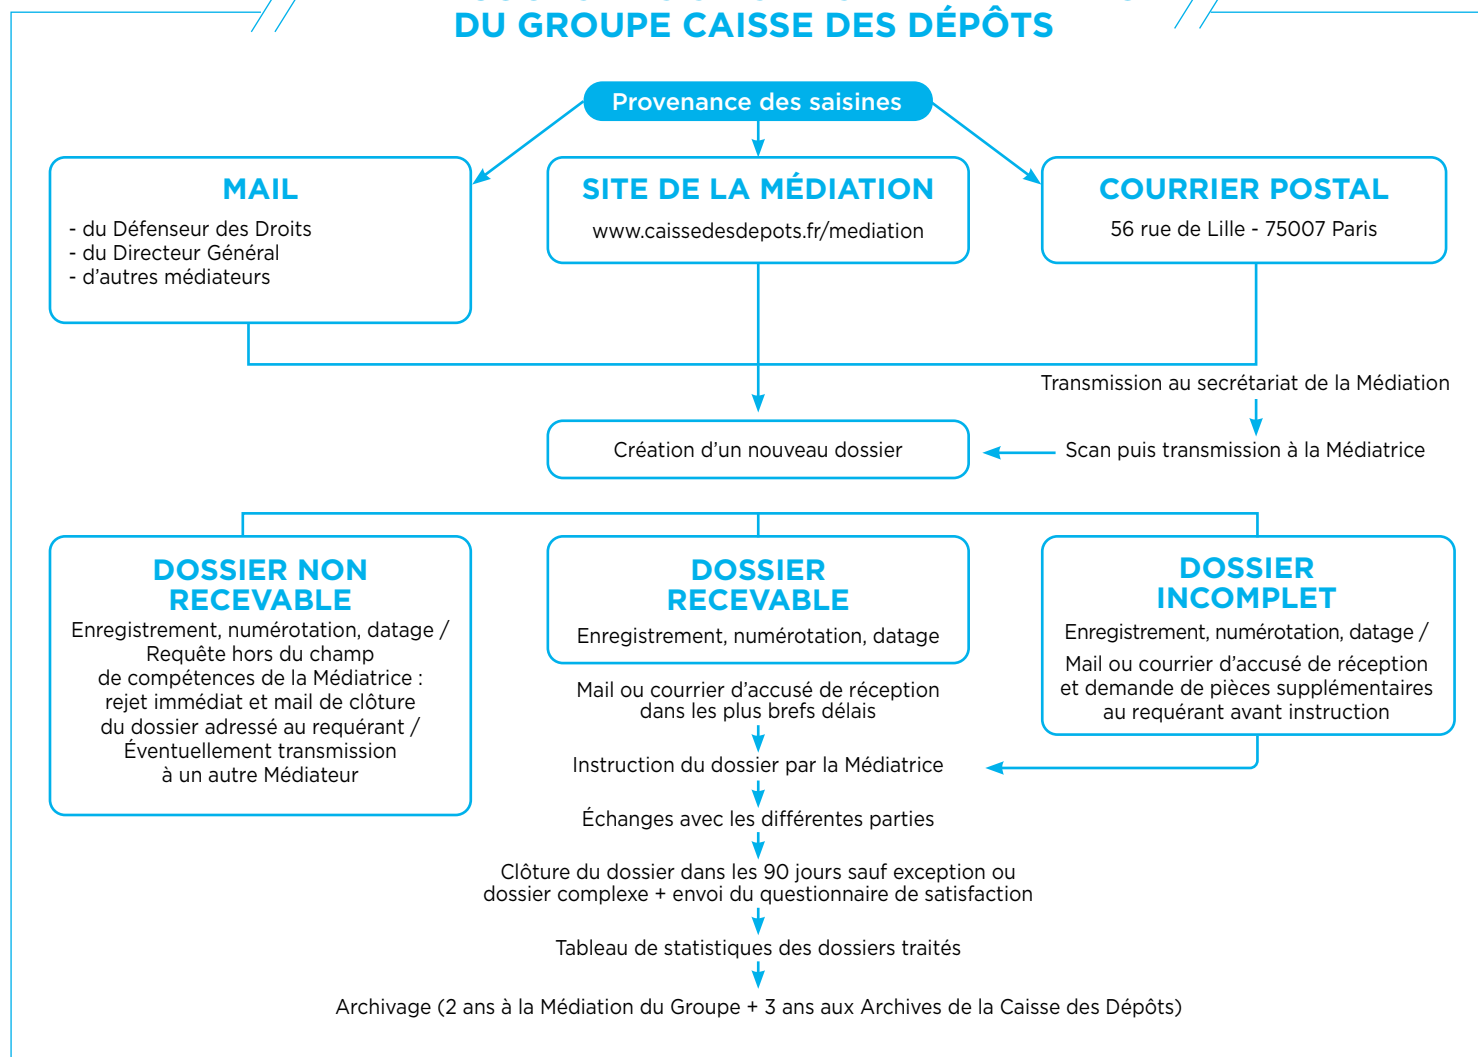 DU GROUPE CAISSE DES DÉPÔTS
Provenance des saisines
MAIL
- du Défenseur des Droits
- du Directeur Général
- d'autres médiateurs
SITE DE LA MÉDIATION
www.caissedesdepots.fr/mediation
COURRIER POSTAL
56 rue de Lille - 75007 Paris
Transmission au secrétariat de la Médiation
Scan puis transmission à la Médiatrice
Création d'un nouveau dossier
DOSSIER NON
RECEVABLE
Enregistrement, numérotation, datage /
Requête hors du champ
de compétences de la Médiatrice :
rejet immédiat et mail de clôture
du dossier adressé au requérant /
Éventuellement transmission
à un autre Médiateur
DOSSIER
RECEVABLE
Enregistrement, numérotation, datage
DOSSIER
INCOMPLET
Enregistrement, numérotation, datage /
Mail ou courrier d'accusé de réception
et demande de pièces supplémentaires
au requérant avant instruction
Mail ou courrier d'accusé de réception
dans les plus brefs délais
Instruction du dossier par la Médiatrice
Échanges avec les différentes parties
Clôture du dossier dans les 90 jours sauf exception ou
dossier complexe + envoi du questionnaire de satisfaction
Tableau de statistiques des dossiers traités
Archivage (2 ans à la Médiation du Groupe + 3 ans aux Archives de la Caisse des Dépôts)